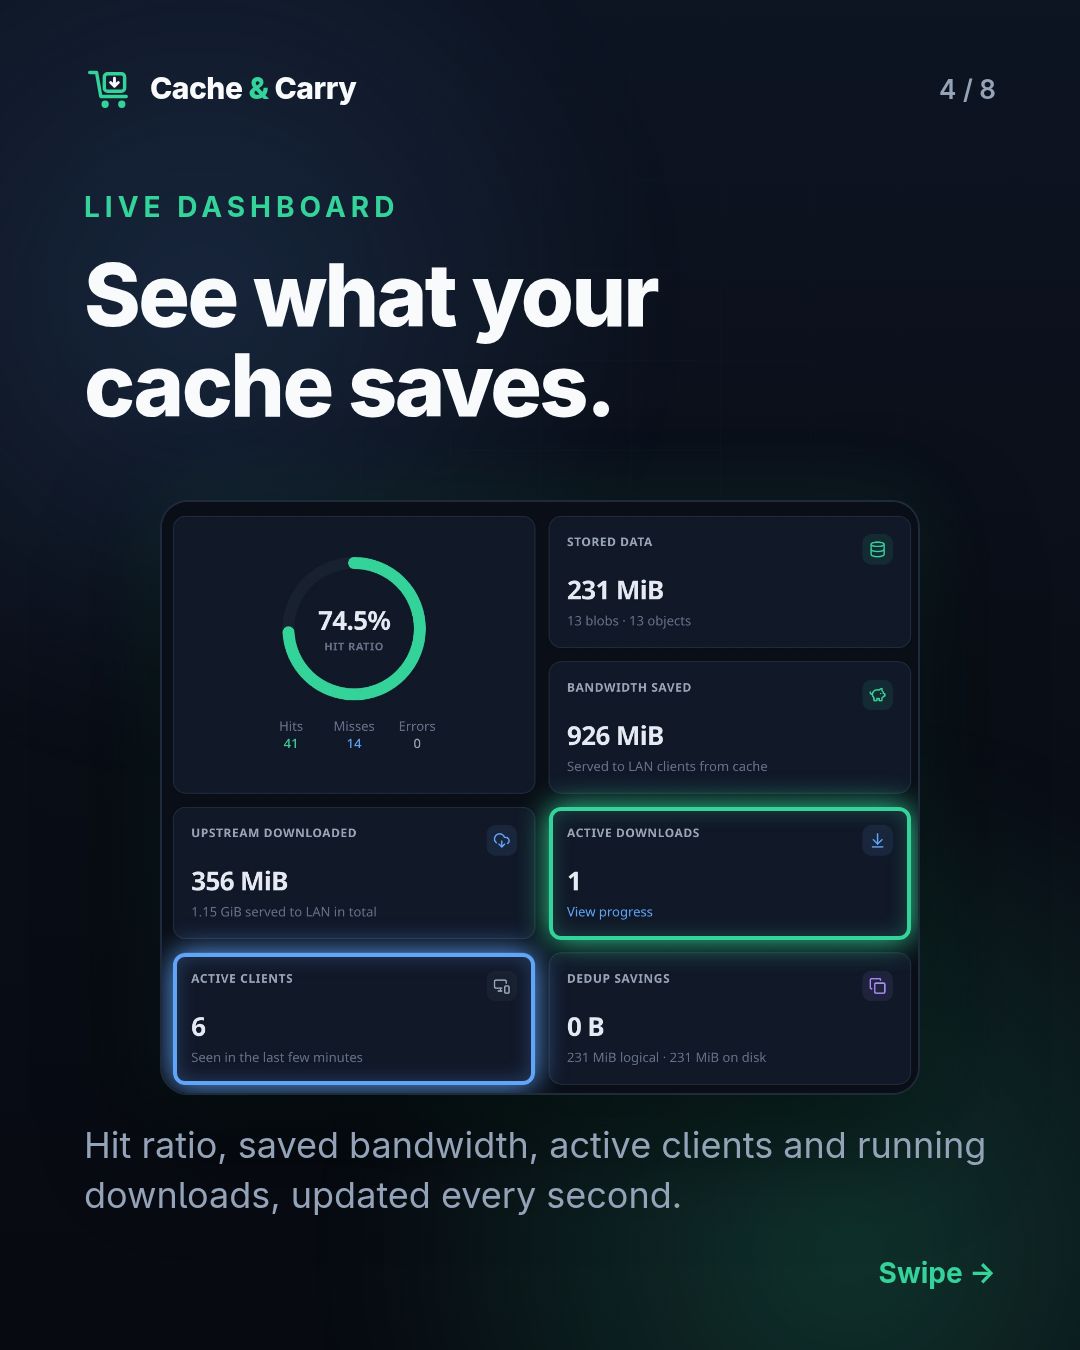 Cache & Carry
4 / 8
LIVE DASHBOARD
See what your
cache saves.
74.5%
HIT RATIO
Hits Misses Errors
41 14 0
STORED DATA
231 MiB
13 blobs · 13 objects
BANDWIDTH SAVED
926 MiB
Served to LAN clients from cache
UPSTREAM DOWNLOADED
356 MiB
1.15 GiB served to LAN in total
ACTIVE DOWNLOADS
1
View progress
ACTIVE CLIENTS
6
Seen in the last few minutes
DEDUP SAVINGS
0 B
231 MiB logical · 231 MiB on disk
Hit ratio, saved bandwidth, active clients and running
downloads, updated every second.
Swipe →